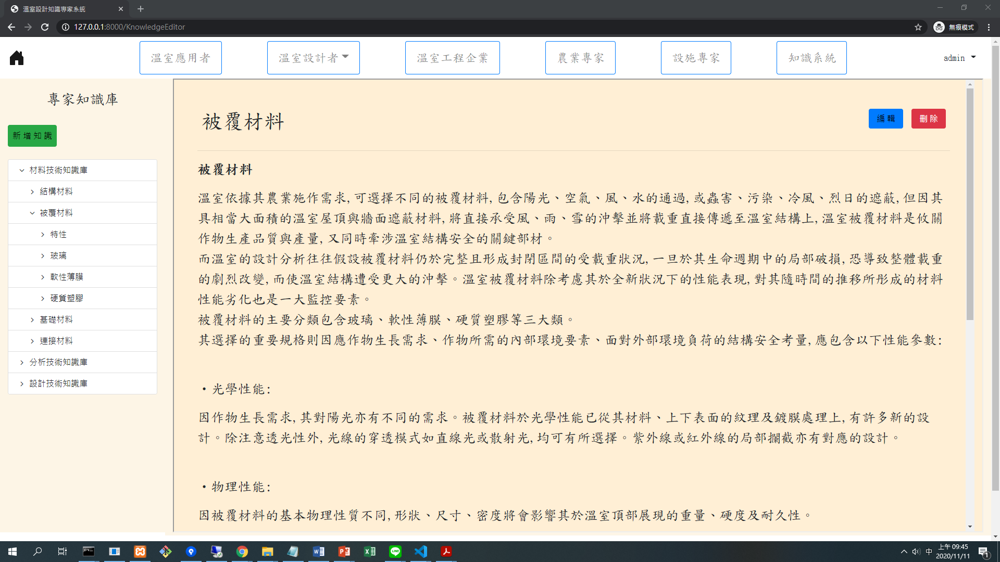 溫室設計知識專家系統
127.0.0.1:8000/KnowledgeEditor
無痕模式
溫室應用者
溫室設計者
溫室工程企業
農業專家
設施專家
知識系統
admin
專家知識庫
新增知識
材料技術知識庫
結構材料
被覆材料
特性
玻璃
軟性薄膜
硬質塑膠
基礎材料
連接材料
分析技術知識庫
設計技術知識庫
被覆材料
編輯
刪除
被覆材料
溫室依據其農業施作需求, 可選擇不同的被覆材料, 包含陽光、空氣、風、水的通過, 或蟲害、污染、冷風、烈日的遮蔽, 但因其
具相當大面積的溫室屋頂與牆面遮蔽材料, 將直接承受風、雨、雪的沖擊並將載重直接傳遞至溫室結構上, 溫室被覆材料是攸關
作物生產品質與產量, 又同時牽涉溫室結構安全的關鍵部材。
而溫室的設計分析往往假設被覆材料仍於完整且形成封閉區間的受載重狀況, 一旦於其生命週期中的局部破損, 恐導致整體載重
的劇烈改變, 而使溫室結構遭受更大的沖擊。溫室被覆材料除考慮其於全新狀況下的性能表現, 對其隨時間的推移所形成的材料
性能劣化也是一大監控要素。
被覆材料的主要分類包含玻璃、軟性薄膜、硬質塑膠等三大類。
其選擇的重要規格則因應作物生長需求、作物所需的內部環境要素、面對外部環境負荷的結構安全考量, 應包含以下性能參數:
・光學性能:
因作物生長需求, 其對陽光亦有不同的需求。被覆材料於光學性能已從其材料、上下表面的紋理及鍍膜處理上, 有許多新的設
計。除注意透光性外, 光線的穿透模式如直線光或散射光, 均可有所選擇。紫外線或紅外線的局部攔截亦有對應的設計。
・物理性能:
因被覆材料的基本物理性質不同, 形狀、尺寸、密度將會影響其於溫室頂部展現的重量、硬度及耐久性。
中
上午 09:45
2020/11/11
1